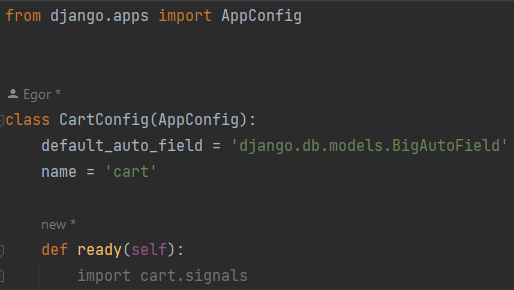 from django.apps import AppConfig
Egor *
class CartConfig(AppConfig):
default_auto_field = 'django.db.models.BigAutoField'
name = 'cart'
new *
def ready(self):
import cart.signals